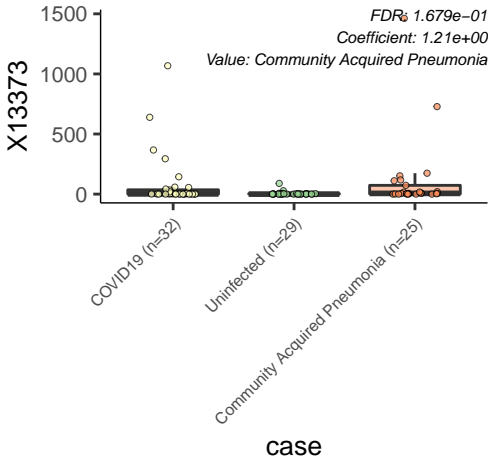 FDR: 1.679e−01
Coefficient: 1.21e+00
Value: Community Acquired Pneumonia
1500
1000
500
0
X13373
COVID19 (n=32)
Uninfected (n=29)
Community Acquired Pneumonia (n=25)
case